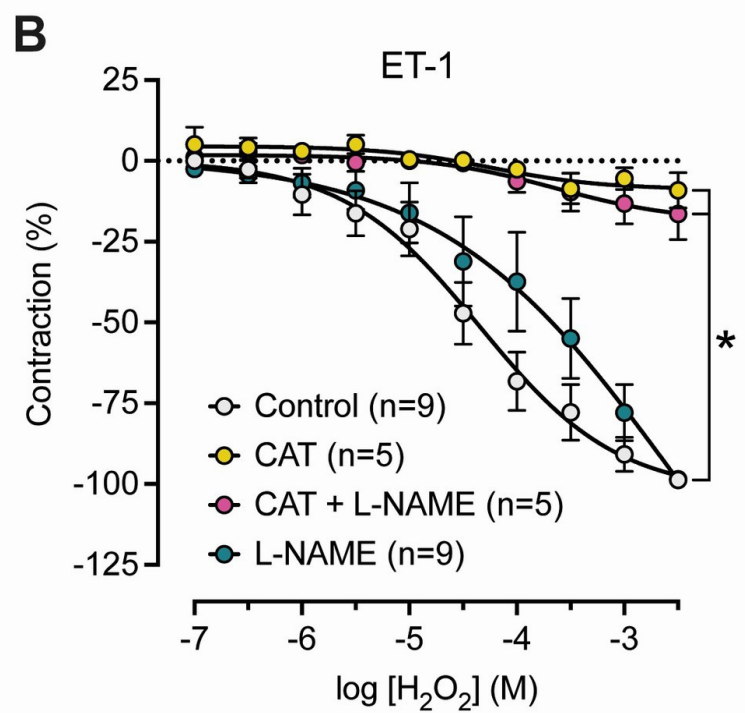 B
ET-1
25
0
-25
-50
-75
-100
-125
Contraction (%)
Control (n=9)
CAT (n=5)
CAT + L-NAME (n=5)
L-NAME (n=9)
*
-7 -6 -5 -4 -3
log [H₂O₂] (M)